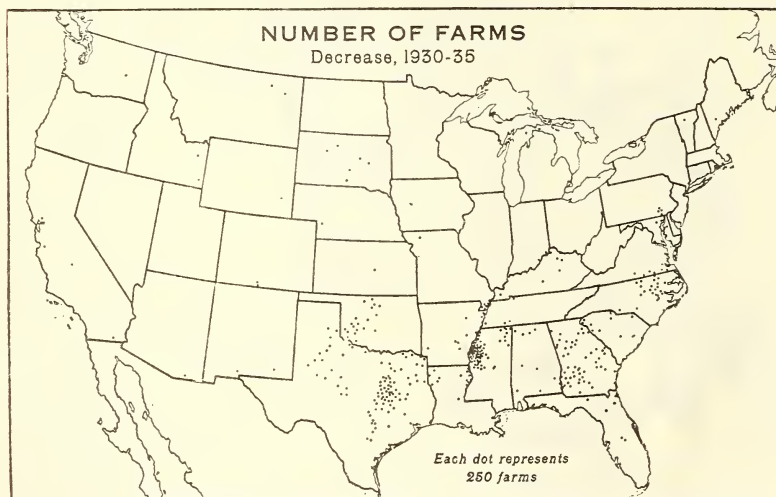 NUMBER OF FARMS
Decrease, 1930-35
Each dot represents
250 farms